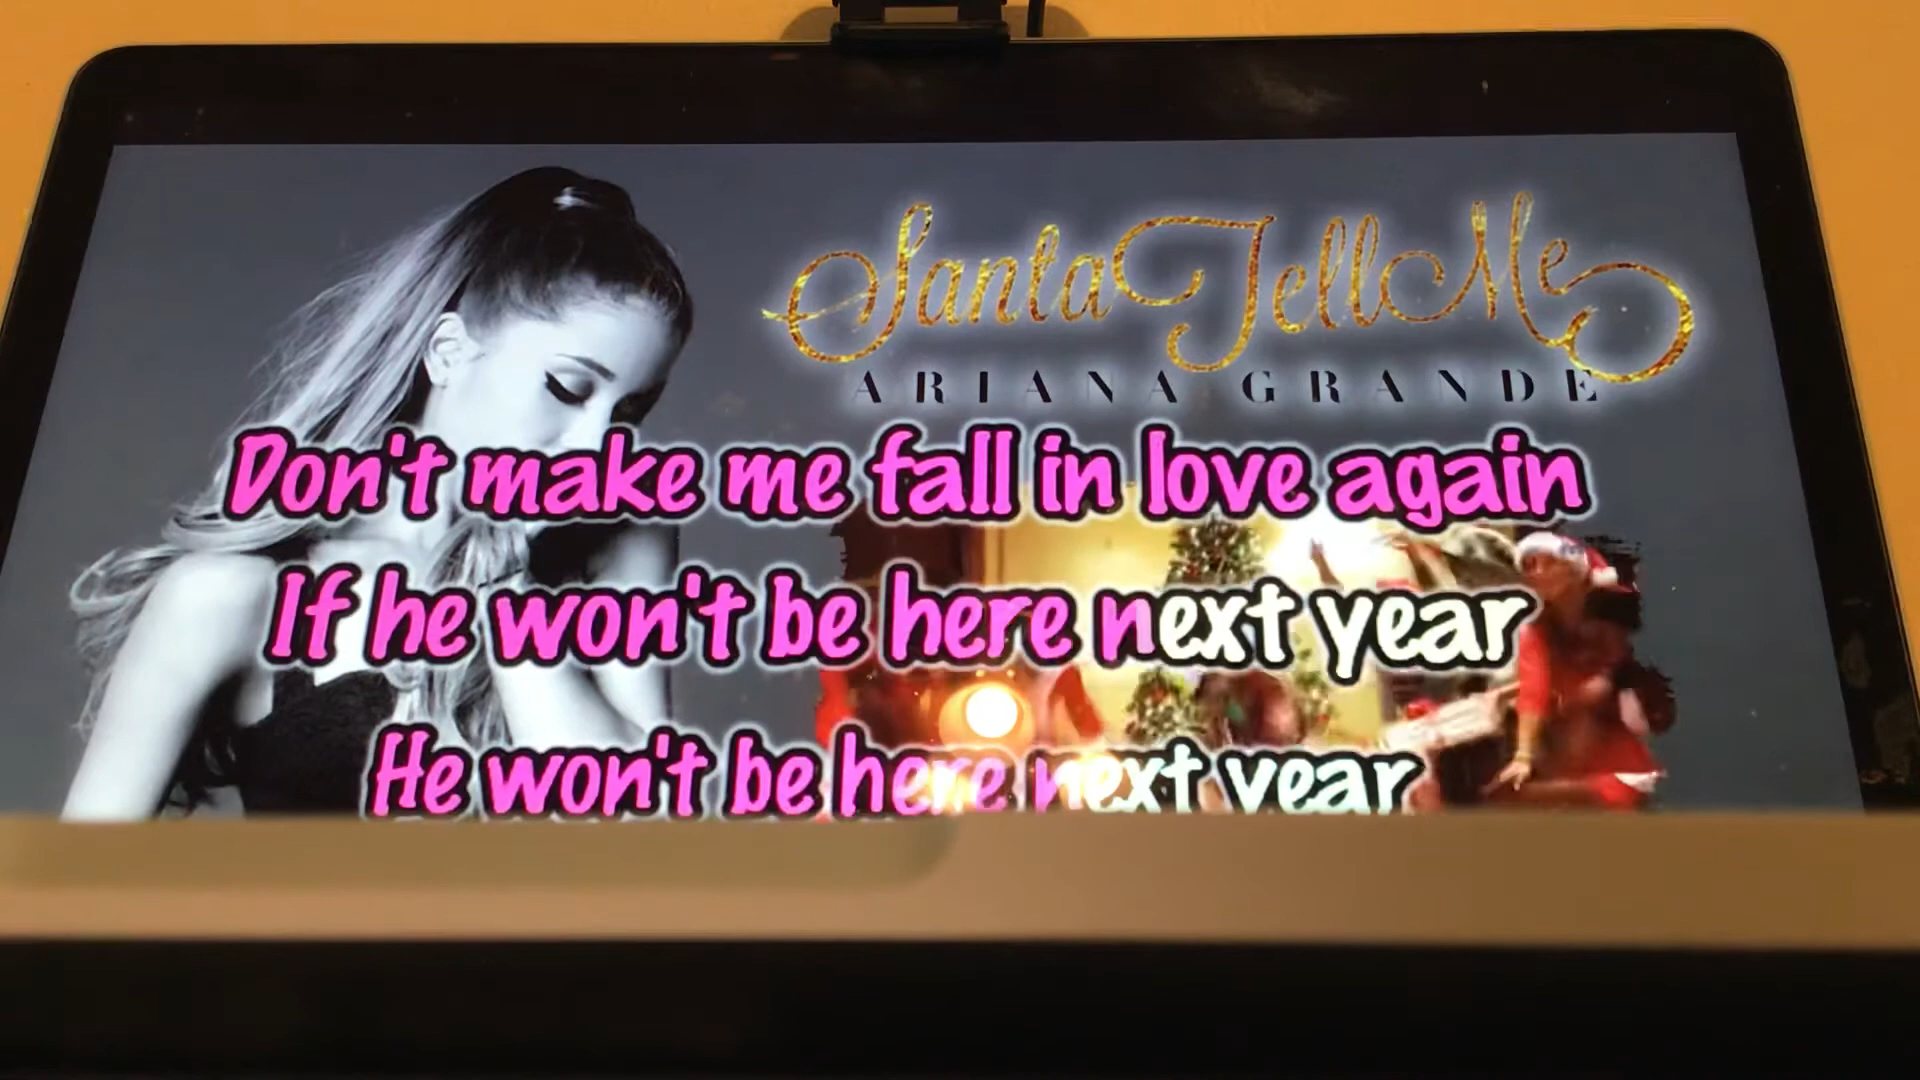 Santa Tell Me
ARIANA GRANDE
Don't make me fall in love again
If he won't be here next year
He won't be here next year